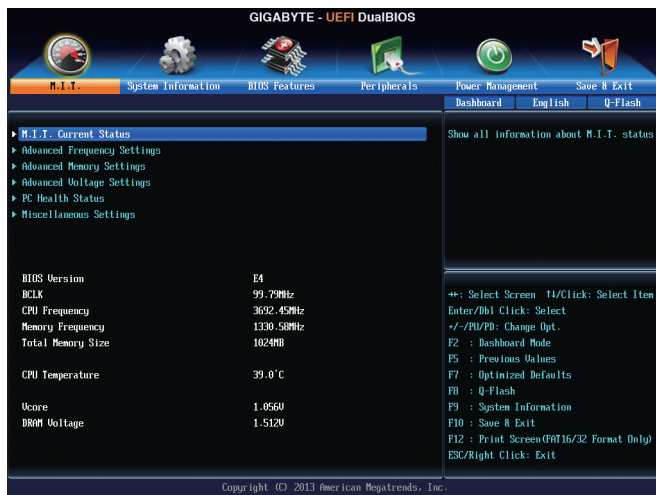 GIGABYTE - UEFI DualBIOS
M.I.T. System Information BIOS Features Peripherals Power Management Save & Exit
Dashboard English Q-Flash
M.I.T. Current Status
Advanced Frequency Settings
Advanced Memory Settings
Advanced Voltage Settings
PC Health Status
Miscellaneous Settings
Show all information about M.I.T. status
BIOS Version E4
BCLK 99.79MHz
CPU Frequency 3692.45MHz
Memory Frequency 1330.58MHz
Total Memory Size 1024MB
CPU Temperature 39.0°C
Vcore 1.056V
DRAM Voltage 1.512V
→←: Select Screen ↑↓/Click: Select Item
Enter/Dbl Click: Select
+/-/PU/PD: Change Opt.
F2 : Dashboard Mode
F5 : Previous Values
F7 : Optimized Defaults
F8 : Q-Flash
F9 : System Information
F10 : Save & Exit
F12 : Print Screen(FAT16/32 Format Only)
ESC/Right Click: Exit
Copyright (C) 2013 American Megatrends, Inc.